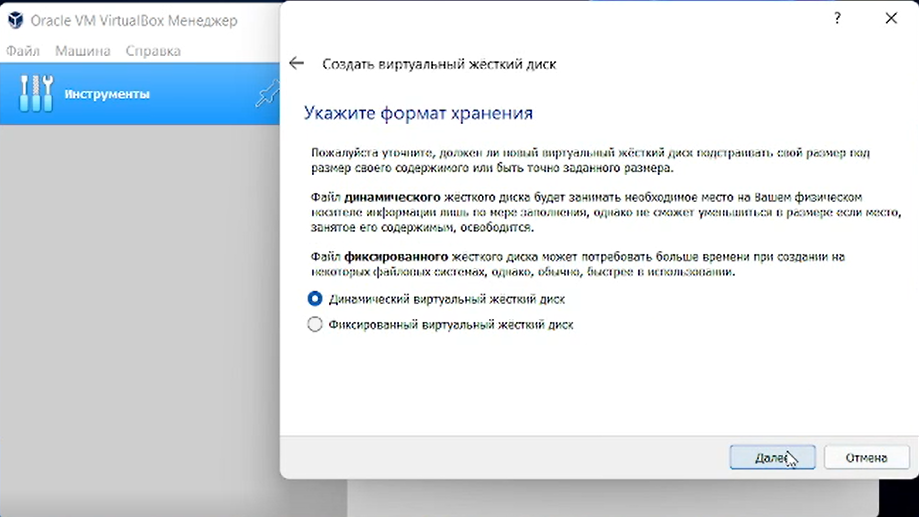 Oracle VM VirtualBox Менеджер
Файл Машина Справка
Инструменты
?
Создать виртуальный жёсткий диск
Укажите формат хранения
Пожалуйста уточните, должен ли новый виртуальный жёсткий диск подстраивать свой размер под
размер своего содержимого или быть точно заданного размера.
Файл динамического жёсткого диска будет занимать необходимое место на Вашем физическом
носителе информации лишь по мере заполнения, однако не сможет уменьшиться в размере если место,
занятое его содержимым, освободится.
Файл фиксированного жёсткого диска может потребовать больше времени при создании на
некоторых файловых системах, однако, обычно, быстрее в использовании.
Динамический виртуальный жёсткий диск
Фиксированный виртуальный жёсткий диск
Далее Отмена